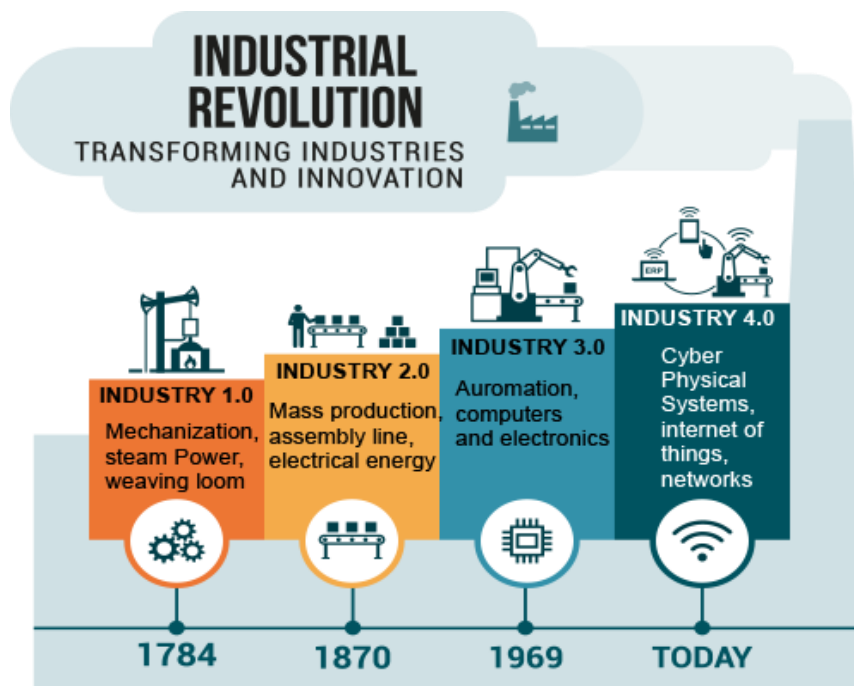 INDUSTRIAL
REVOLUTION
TRANSFORMING INDUSTRIES
AND INNOVATION
ERP
INDUSTRY 1.0
Mechanization,
steam Power,
weaving loom
INDUSTRY 2.0
Mass production,
assembly line,
electrical energy
INDUSTRY 3.0
Auromation,
computers
and electronics
INDUSTRY 4.0
Cyber
Physical
Systems,
internet of
things,
networks
1784
1870
1969
TODAY